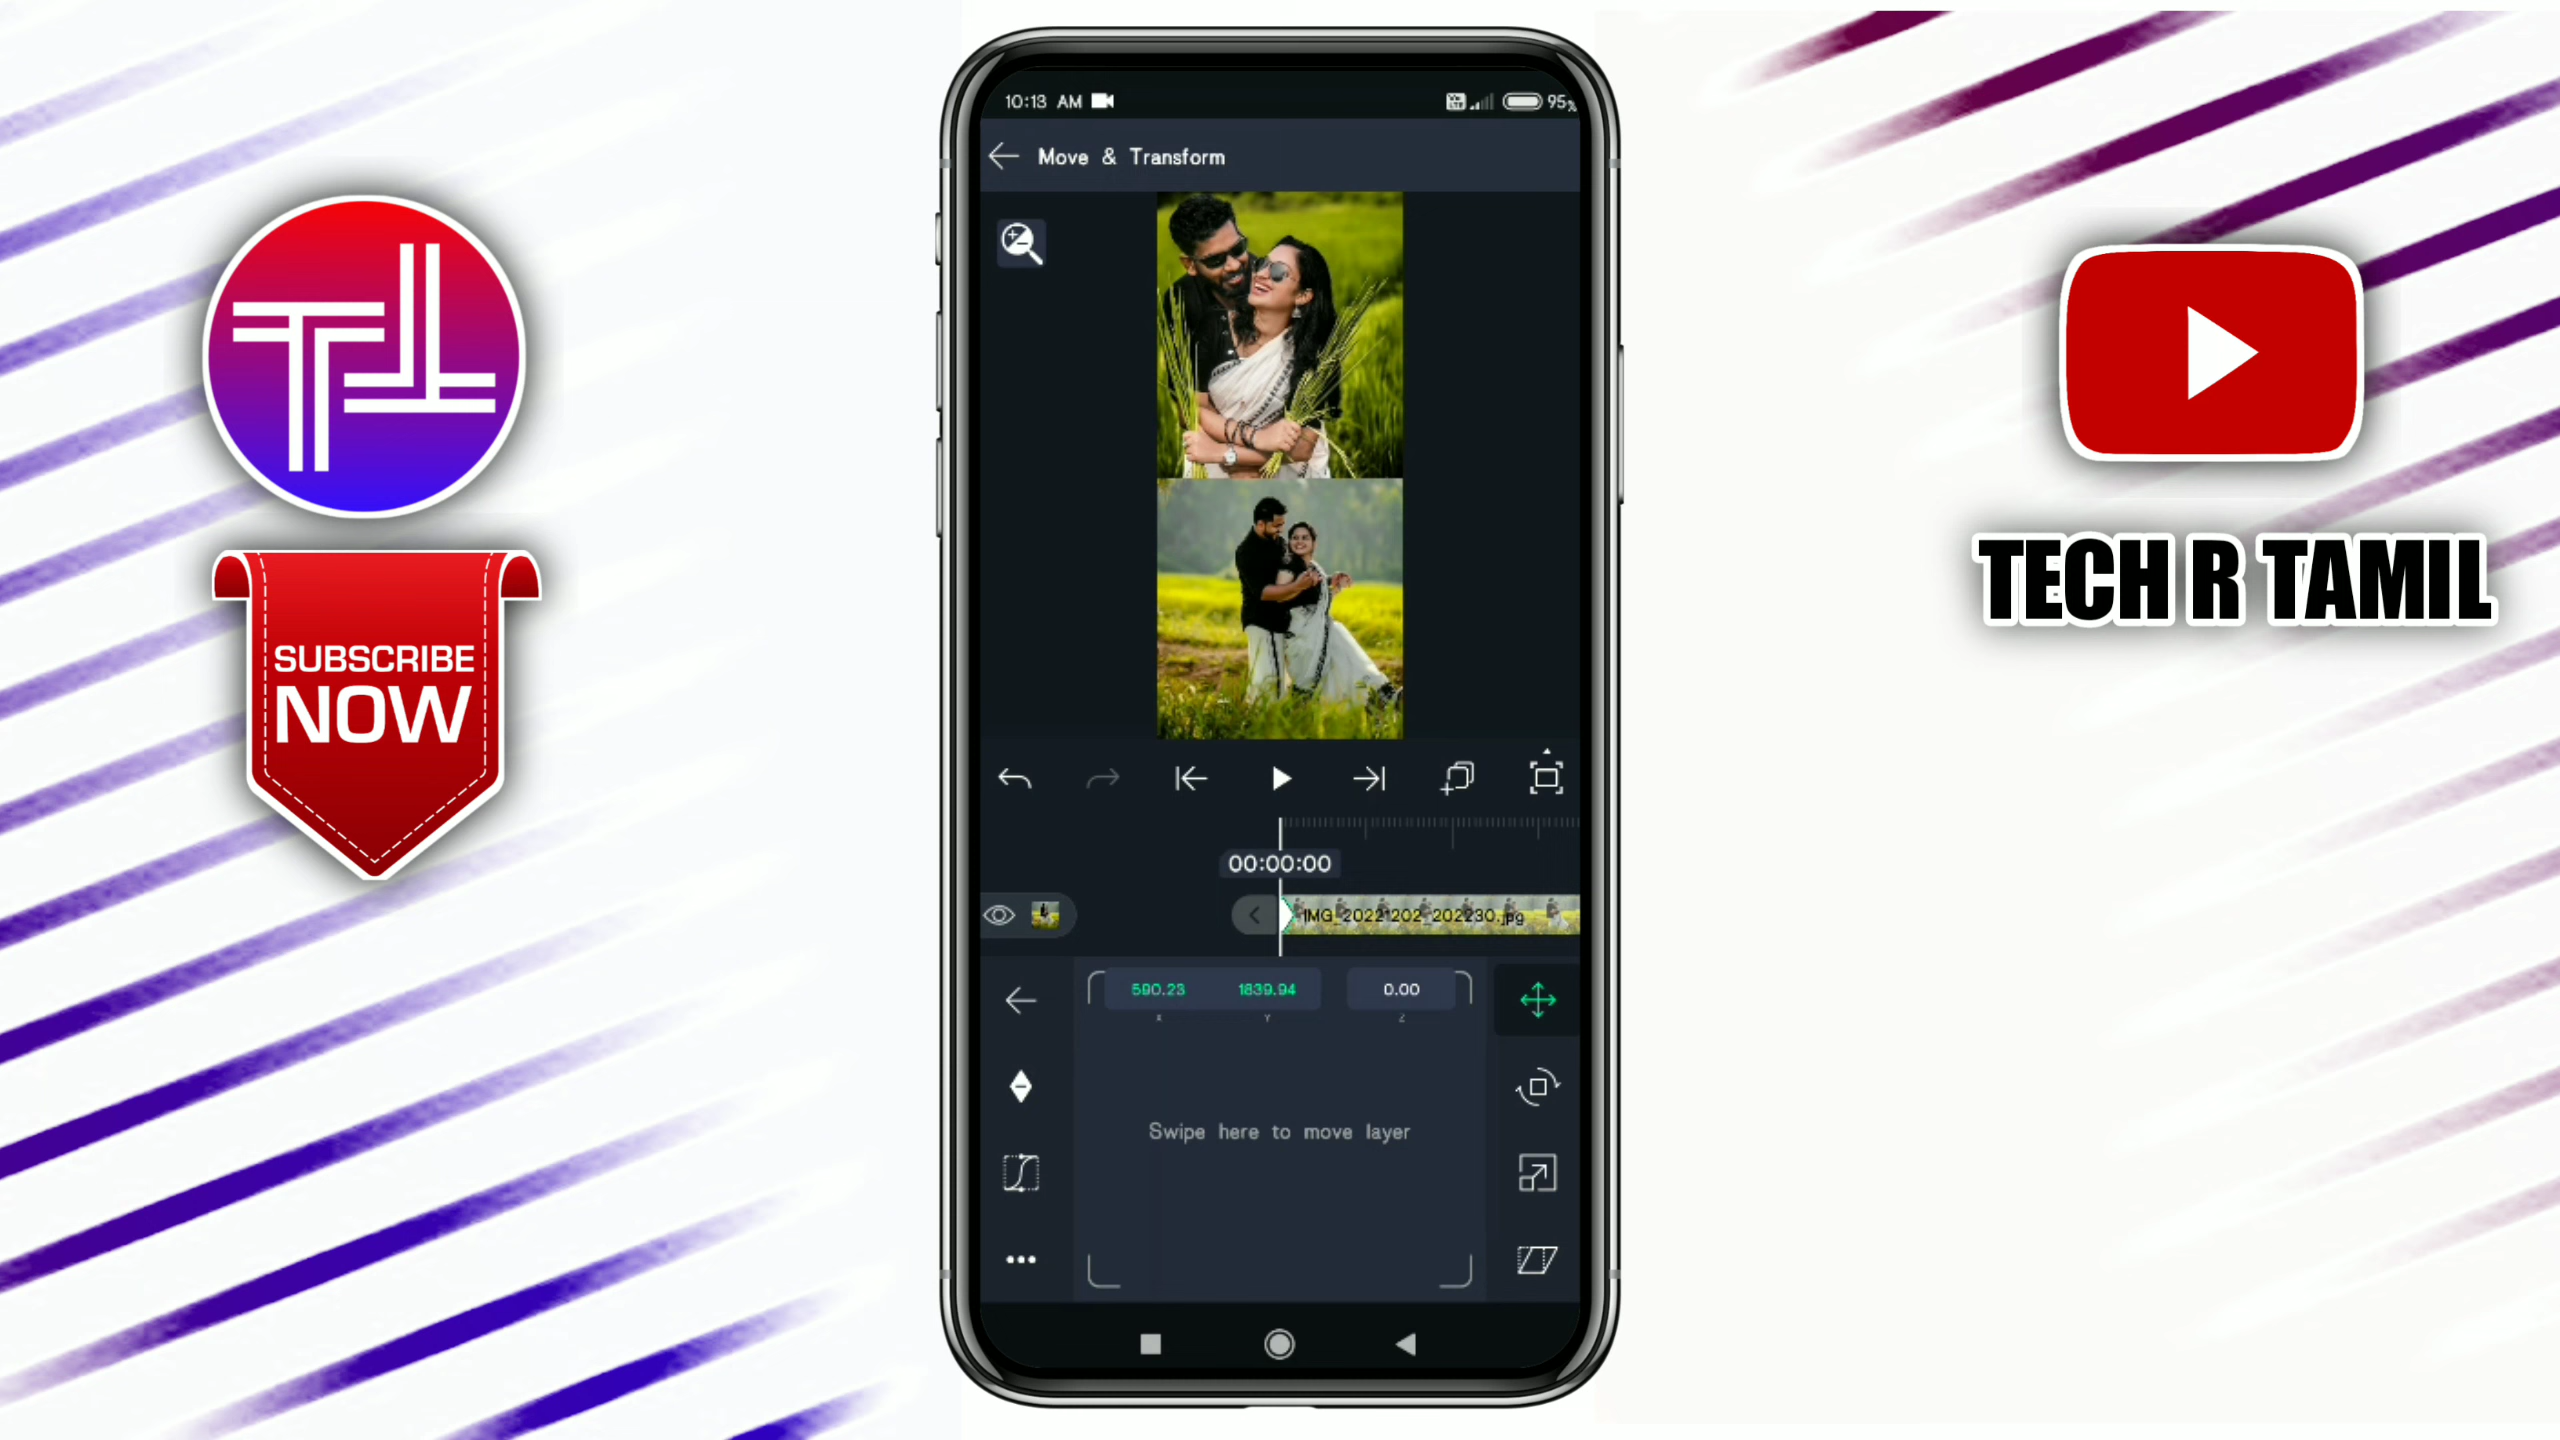 10:13 AM
95%
Move & Transform
SUBSCRIBE
NOW
TECH R TAMIL
00:00:00
IMG_20221202_202230.jpg
590.23 1839.94 0.00
X Y Z
Swipe here to move layer